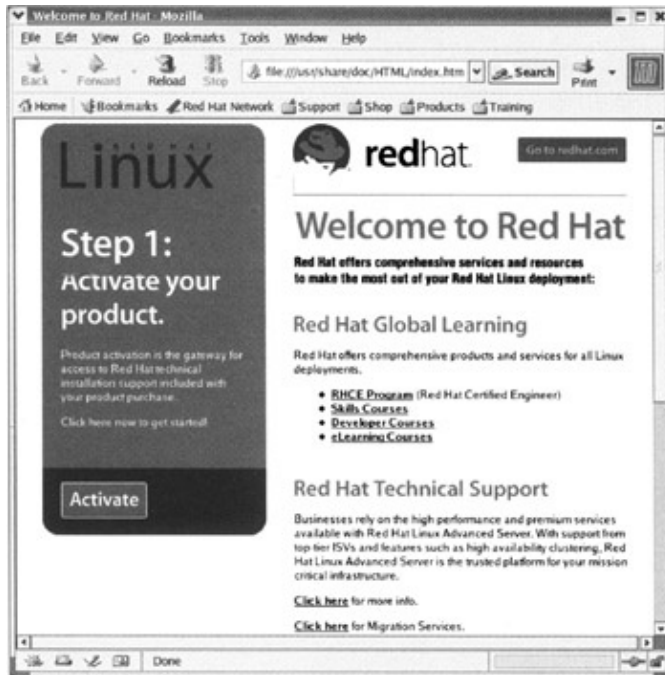 Welcome to Red Hat - Mozilla
File Edit View Go Bookmarks Tools Window Help
Back Forward Reload Stop file:///usr/share/doc/HTML/index.htm Search Print
Home Bookmarks Red Hat Network Support Shop Products Training
RED HAT
Linux
Step 1:
Activate your
product.
Product activation is the gateway for
access to Red Hat technical
installation support included with
your product purchase.
Click here now to get started!
Activate
redhat
Go to redhat.com
Welcome to Red Hat
Red Hat offers comprehensive services and resources
to make the most out of your Red Hat Linux deployment:
Red Hat Global Learning
Red Hat offers comprehensive products and services for all Linux
deployments.
RHCE Program (Red Hat Certified Engineer)
Skills Courses
Developer Courses
eLearning Courses
Red Hat Technical Support
Businesses rely on the high performance and premium services
available with Red Hat Linux Advanced Server. With support from
top tier ISVs and features such as high availability clustering, Red
Hat Linux Advanced Server is the trusted platform for your mission
critical infrastructure.
Click here for more info.
Click here for Migration Services.
Done